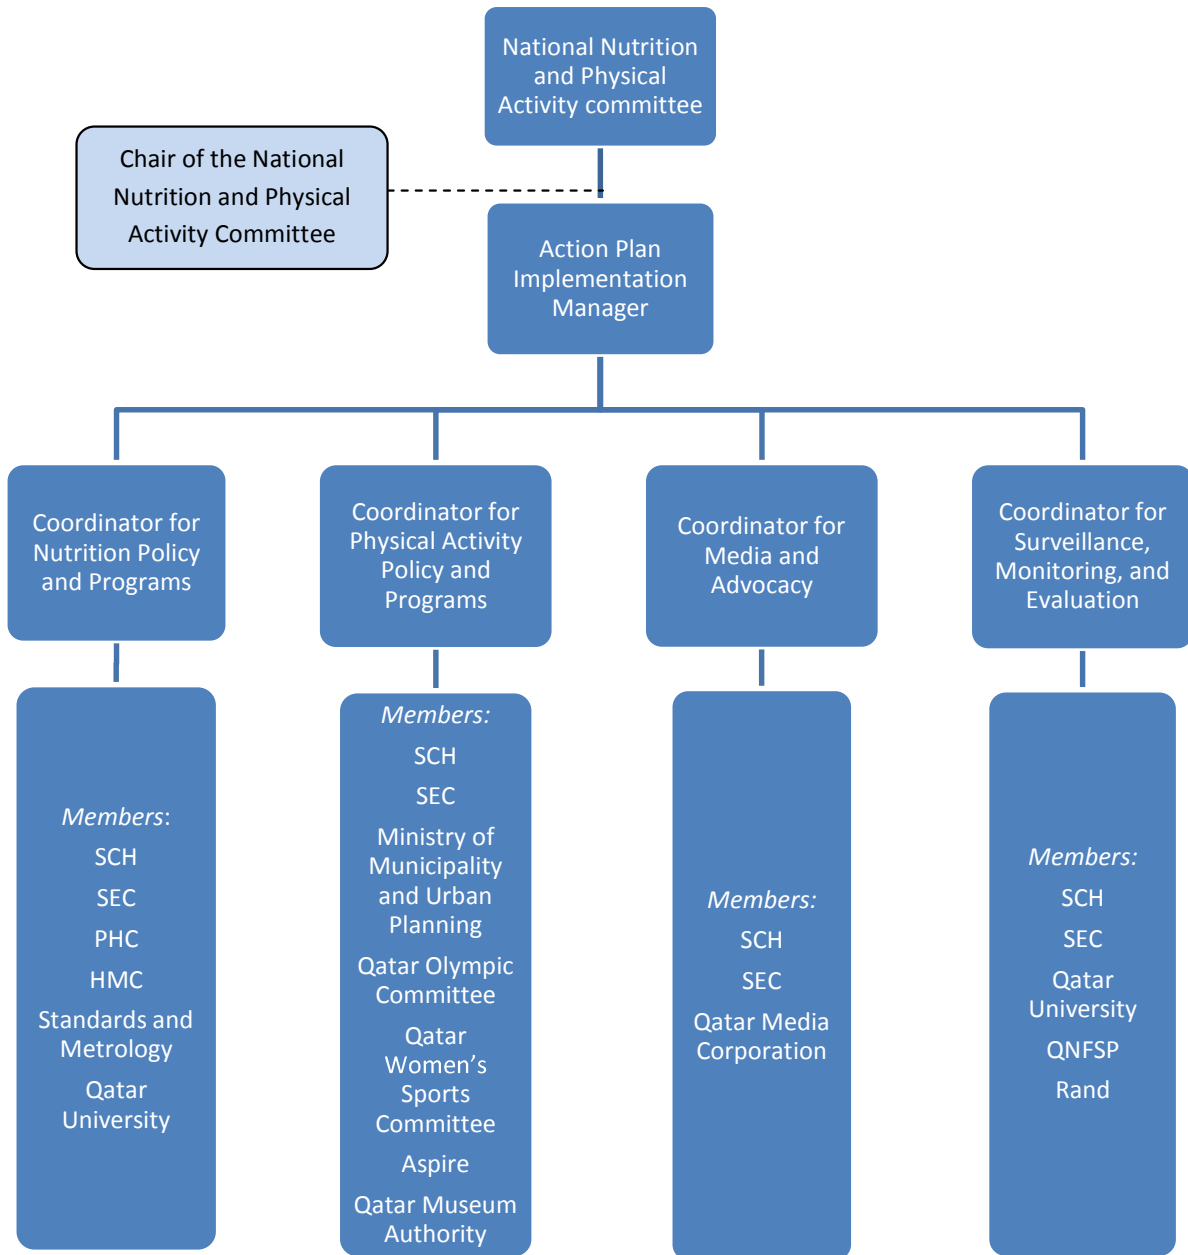 National Nutrition
and Physical
Activity committee
Chair of the National
Nutrition and Physical
Activity Committee
Action Plan
Implementation
Manager
Coordinator for
Nutrition Policy
and Programs
Coordinator for
Physical Activity
Policy and
Programs
Coordinator for
Media and
Advocacy
Coordinator for
Surveillance,
Monitoring, and
Evaluation
Members:
SCH
SEC
PHC
HMC
Standards and
Metrology
Qatar
University
Members:
SCH
SEC
Ministry of
Municipality
and Urban
Planning
Qatar Olympic
Committee
Qatar
Women’s
Sports
Committee
Aspire
Qatar Museum
Authority
Members:
SCH
SEC
Qatar Media
Corporation
Members:
SCH
SEC
Qatar
University
QNFSP
Rand